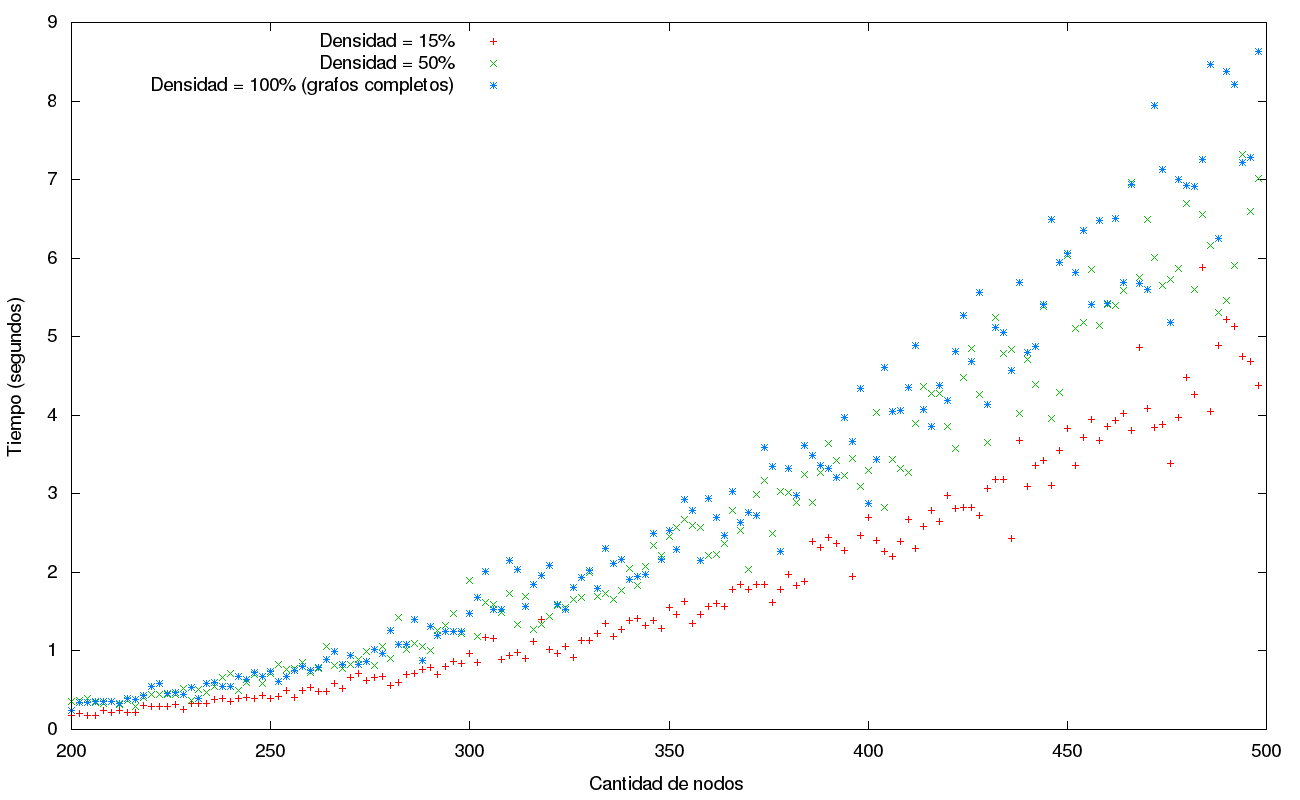 9
8
7
6
5
4
3
2
1
0
Densidad = 15%
Densidad = 50%
Densidad = 100% (grafos completos)
Tiempo (segundos)
200 250 300 350 400 450 500
Cantidad de nodos